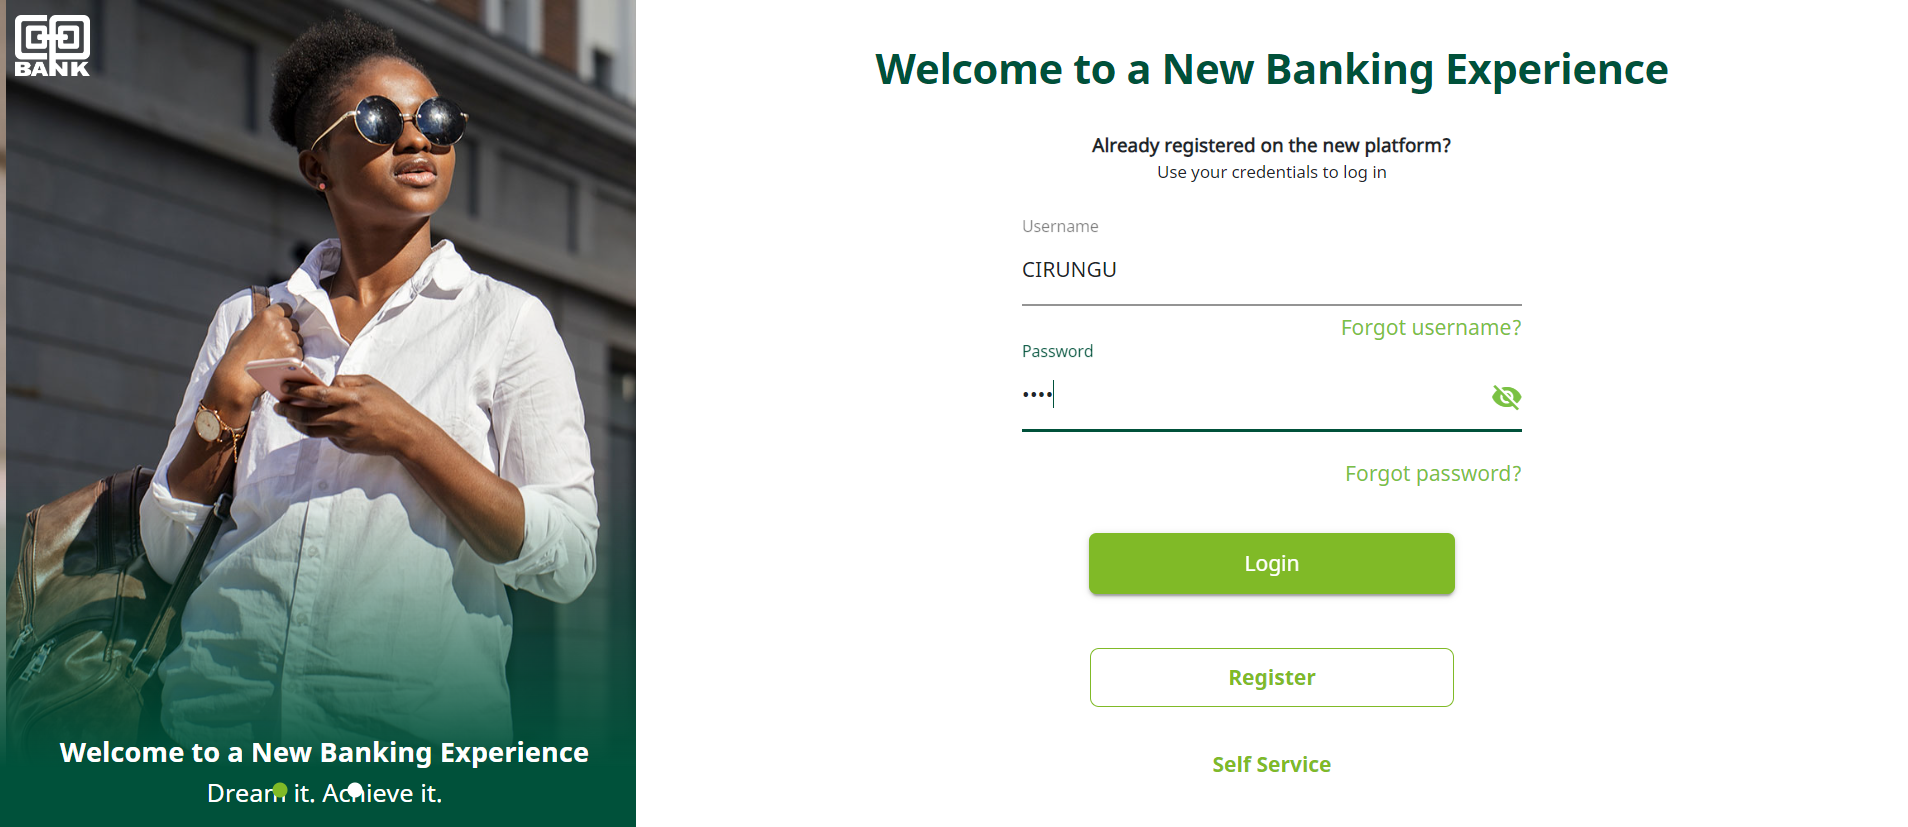 BANK
Welcome to a New Banking Experience
Dream it. Achieve it.
Welcome to a New Banking Experience
Already registered on the new platform?
Use your credentials to log in
Username
CIRUNGU
Forgot username?
Password
••••
Forgot password?
Login
Register
Self Service